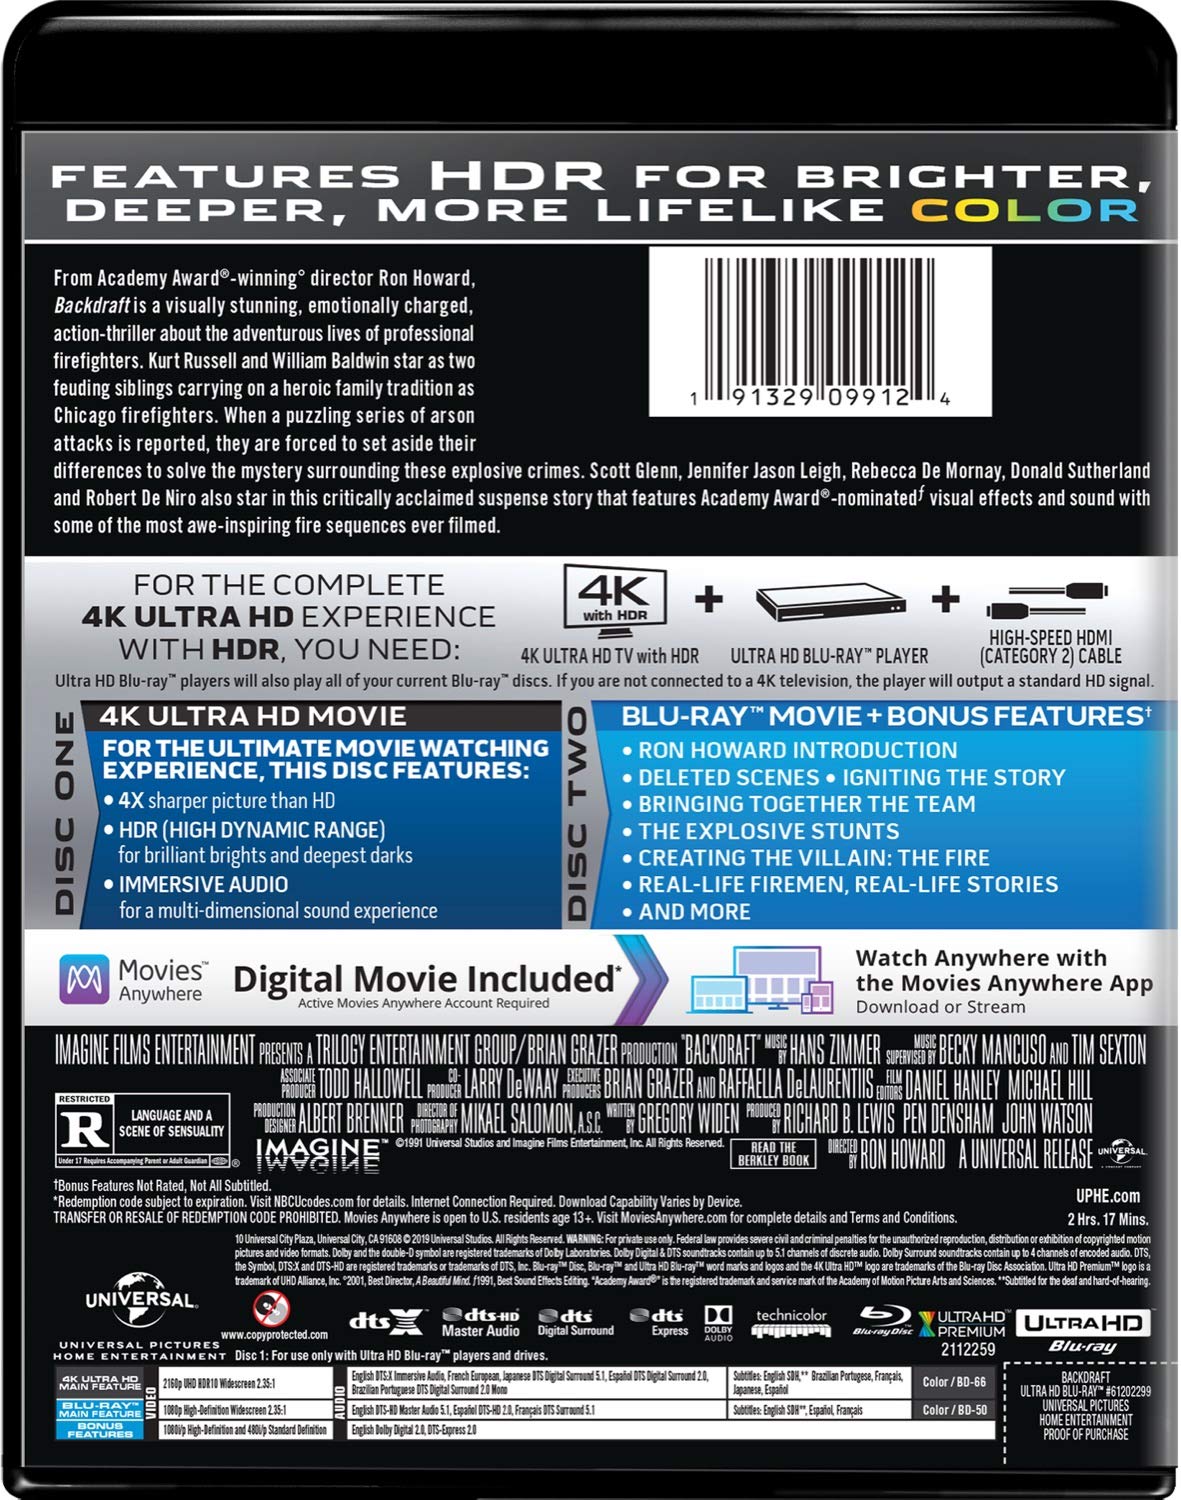 FEATURES HDR FOR BRIGHTER,
DEEPER, MORE LIFELIKE COLOR
From Academy Award®-winning° director Ron Howard,
Backdraft is a visually stunning, emotionally charged,
action-thriller about the adventurous lives of professional
firefighters. Kurt Russell and William Baldwin star as two
feuding siblings carrying on a heroic family tradition as
Chicago firefighters. When a puzzling series of arson
attacks is reported, they are forced to set aside their
differences to solve the mystery surrounding these explosive crimes. Scott Glenn, Jennifer Jason Leigh, Rebecca De Mornay, Donald Sutherland
and Robert De Niro also star in this critically acclaimed suspense story that features Academy Award®-nominatedƒ visual effects and sound with
some of the most awe-inspiring fire sequences ever filmed.
1 91329 09912 4
FOR THE COMPLETE
4K ULTRA HD EXPERIENCE
WITH HDR, YOU NEED:
4K
with HDR
4K ULTRA HD TV with HDR
+
ULTRA HD BLU-RAY™ PLAYER
+
HIGH-SPEED HDMI
(CATEGORY 2) CABLE
Ultra HD Blu-ray™ players will also play all of your current Blu-ray™ discs. If you are not connected to a 4K television, the player will output a standard HD signal.
DISC ONE
4K ULTRA HD MOVIE
FOR THE ULTIMATE MOVIE WATCHING
EXPERIENCE, THIS DISC FEATURES:
• 4X sharper picture than HD
• HDR (HIGH DYNAMIC RANGE)
for brilliant brights and deepest darks
• IMMERSIVE AUDIO
for a multi-dimensional sound experience
DISC TWO
BLU-RAY™ MOVIE + BONUS FEATURES†
• RON HOWARD INTRODUCTION
• DELETED SCENES • IGNITING THE STORY
• BRINGING TOGETHER THE TEAM
• THE EXPLOSIVE STUNTS
• CREATING THE VILLAIN: THE FIRE
• REAL-LIFE FIREMEN, REAL-LIFE STORIES
• AND MORE
Movies™
Anywhere
Digital Movie Included*
Active Movies Anywhere Account Required
Watch Anywhere with
the Movies Anywhere App
Download or Stream
IMAGINE FILMS ENTERTAINMENT PRESENTS A TRILOGY ENTERTAINMENT GROUP/BRIAN GRAZER PRODUCTION "BACKDRAFT" MUSIC BY HANS ZIMMER MUSIC SUPERVISED BY BECKY MANCUSO AND TIM SEXTON
ASSOCIATE PRODUCER TODD HALLOWELL CO-PRODUCER LARRY DeWAAY EXECUTIVE PRODUCERS BRIAN GRAZER AND RAFFAELLA DeLAURENTIIS FILM EDITORS DANIEL HANLEY MICHAEL HILL
PRODUCTION DESIGNER ALBERT BRENNER DIRECTOR OF PHOTOGRAPHY MIKAEL SALOMON, A.S.C. WRITTEN BY GREGORY WIDEN PRODUCED BY RICHARD B. LEWIS PEN DENSHAM JOHN WATSON
IMAGINE™ ©1991 Universal Studios and Imagine Films Entertainment, Inc. All Rights Reserved.
READ THE
BERKLEY BOOK
DIRECTED BY RON HOWARD A UNIVERSAL RELEASE
UNIVERSAL
RESTRICTED
R
LANGUAGE AND A
SCENE OF SENSUALITY
Under 17 Requires Accompanying Parent or Adult Guardian ®
†Bonus Features Not Rated, Not All Subtitled.
*Redemption code subject to expiration. Visit NBCUcodes.com for details. Internet Connection Required. Download Capability Varies by Device.
TRANSFER OR RESALE OF REDEMPTION CODE PROHIBITED. Movies Anywhere is open to U.S. residents age 13+. Visit MoviesAnywhere.com for complete details and Terms and Conditions.
UPHE.com
2 Hrs. 17 Mins.
10 Universal City Plaza, Universal City, CA 91608 © 2019 Universal Studios. All Rights Reserved. WARNING: For private use only. Federal law provides severe civil and criminal penalties for the unauthorized reproduction, distribution or exhibition of copyrighted motion
pictures and video formats. Dolby and the double-D symbol are registered trademarks of Dolby Laboratories. Dolby Digital & DTS soundtracks contain up to 5.1 channels of discrete audio. Dolby Surround soundtracks contain up to 4 channels of encoded audio. DTS,
the Symbol, DTS:X and DTS-HD are registered trademarks or trademarks of DTS, Inc. Blu-ray™ Disc, Blu-ray™ and Ultra HD Blu-ray™ word marks and logos and the 4K Ultra HD™ logo are trademarks of the Blu-ray Disc Association. Ultra HD Premium™ logo is a
trademark of UHD Alliance, Inc. °2001, Best Director, A Beautiful Mind. ƒ1991, Best Sound Effects Editing. "Academy Award®" is the registered trademark and service mark of the Academy of Motion Picture Arts and Sciences. **Subtitled for the deaf and hard-of-hearing.
UNIVERSAL®
UNIVERSAL PICTURES
HOME ENTERTAINMENT
www.copyprotected.com
dts X™
dts-HD
Master Audio
dts
Digital Surround
dts
Express
DOLBY
AUDIO
technicolor
Blu-ray Disc
ULTRAHD™
PREMIUM
2112259
ULTRA HD™
Blu-ray
Disc 1: For use only with Ultra HD Blu-ray™ players and drives.
4K ULTRA HD
MAIN FEATURE
BLU-RAY™
MAIN FEATURE
BONUS
FEATURES
VIDEO
2160p UHD HDR10 Widescreen 2.35:1
1080p High-Definition Widescreen 2.35:1
1080i/p High-Definition and 480i/p Standard Definition
AUDIO
English DTS:X Immersive Audio, French European, Japanese DTS Digital Surround 5.1, Español DTS Digital Surround 2.0,
Brazilian Portuguese DTS Digital Surround 2.0 Mono
English DTS-HD Master Audio 5.1, Español DTS-HD 2.0, Français DTS Surround 5.1
English Dolby Digital 2.0, DTS-Express 2.0
Subtitles: English SDH,** Brazilian Portugese, Français,
Japanese, Español
Subtitles: English SDH**, Español, Français
Color / BD-66
Color / BD-50
BACKDRAFT
ULTRA HD BLU-RAY™ #61202299
UNIVERSAL PICTURES
HOME ENTERTAINMENT
PROOF OF PURCHASE